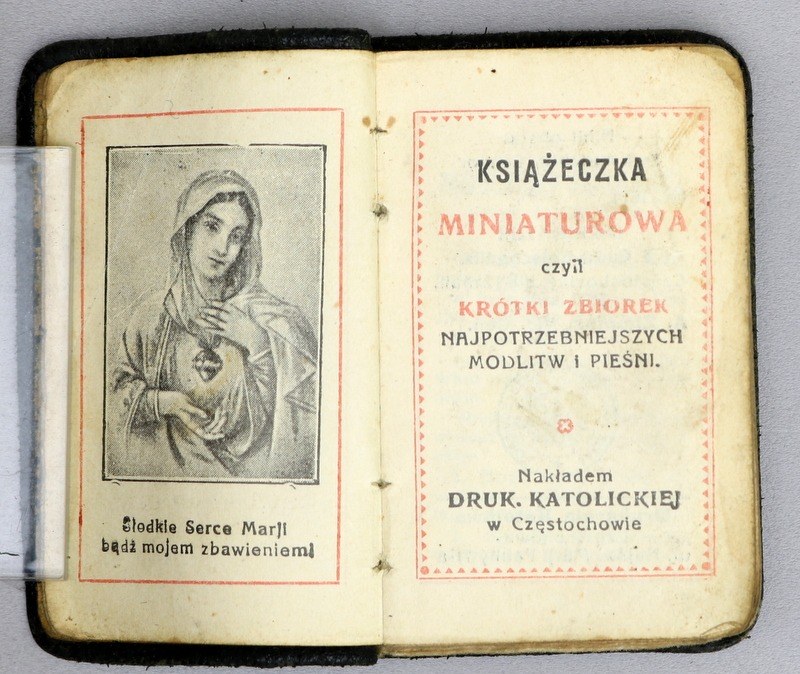 Słodkie Serce Marji
bądź mojem zbawieniem!
KSIĄŻECZKA
MINIATUROWA
czyli
KRÓTKI ZBIOREK
NAJPOTRZEBNIEJSZYCH
MODLITW i PIEŚNI.
Nakładem
DRUK. KATOLICKIEJ
w Częstochowie